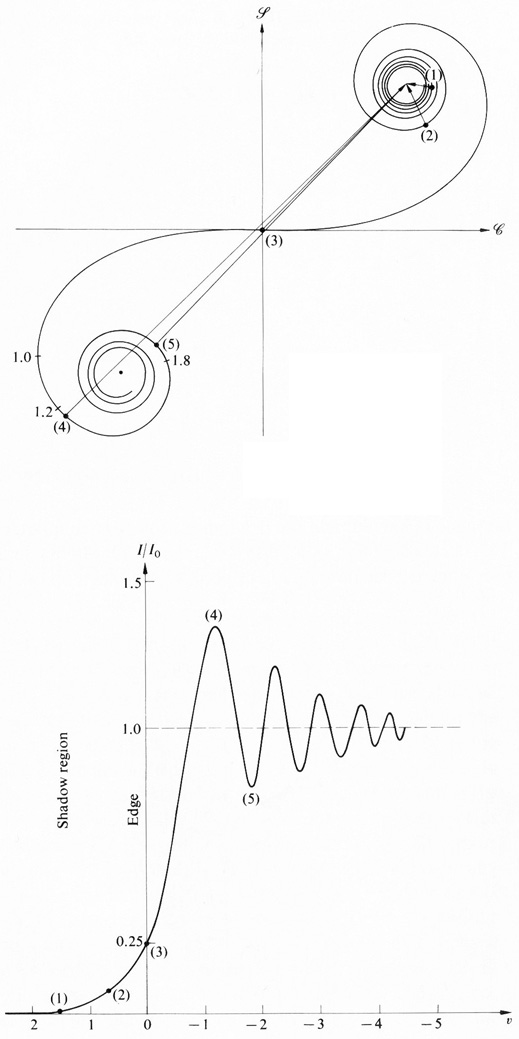 𝒮
(1)
(2)
𝒞
(3)
(5)
1.0
1.8
1.2
(4)
I/I₀
1.5
(4)
1.0
Shadow region
Edge
(5)
0.25
(3)
(1)
(2)
2 1 0 −1 −2 −3 −4 −5 v